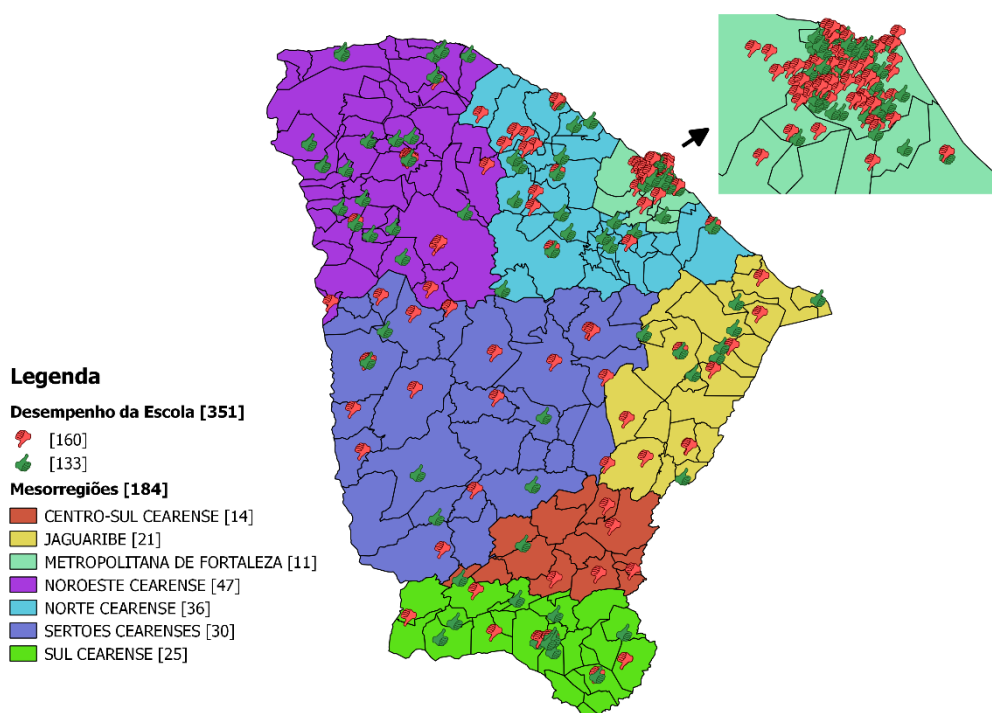 Legenda
Desempenho da Escola [351]
[160]
[133]
Mesorregiões [184]
CENTRO-SUL CEARENSE [14]
JAGUARIBE [21]
METROPOLITANA DE FORTALEZA [11]
NOROESTE CEARENSE [47]
NORTE CEARENSE [36]
SERTOES CEARENSES [30]
SUL CEARENSE [25]